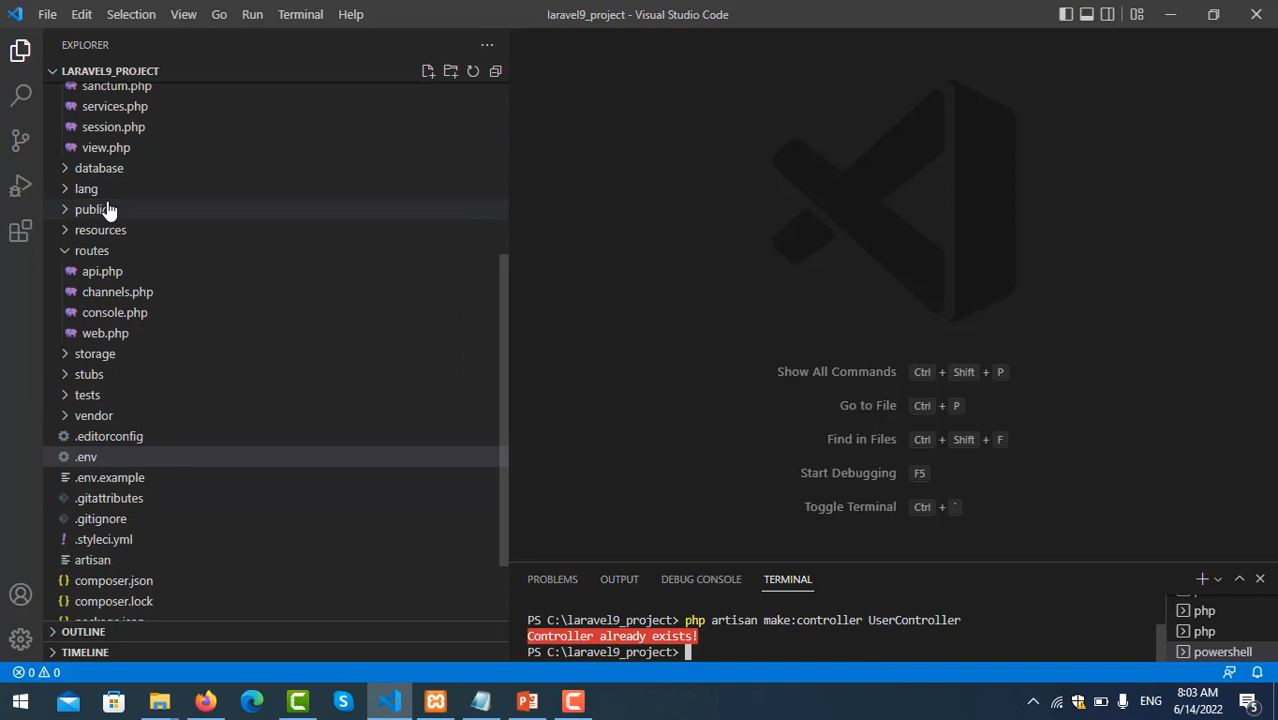 File Edit Selection View Go Run Terminal Help
laravel9_project - Visual Studio Code
EXPLORER
LARAVEL9_PROJECT
sanctum.php
services.php
session.php
view.php
database
lang
public
resources
routes
api.php
channels.php
console.php
web.php
storage
stubs
tests
vendor
.editorconfig
.env
.env.example
.gitattributes
.gitignore
.styleci.yml
artisan
composer.json
composer.lock
OUTLINE
TIMELINE
Show All Commands Ctrl + Shift + P
Go to File Ctrl + P
Find in Files Ctrl + Shift + F
Start Debugging F5
Toggle Terminal Ctrl + `
PROBLEMS OUTPUT DEBUG CONSOLE TERMINAL
PS C:\laravel9_project> php artisan make:controller UserController
Controller already exists!
PS C:\laravel9_project>
php
php
powershell
0 0
ENG
8:03 AM
6/14/2022
5